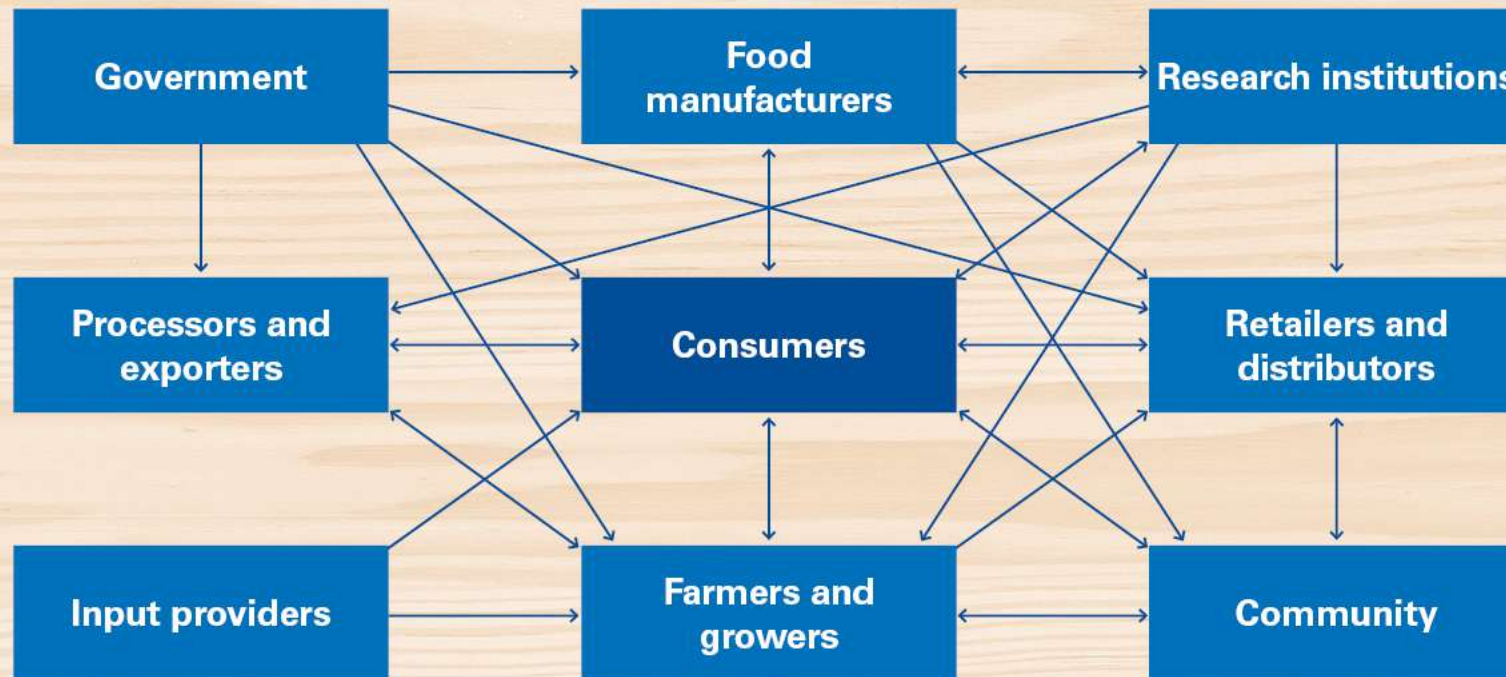 Government
Food
manufacturers
Research institutions
Processors and
exporters
Consumers
Retailers and
distributors
Input providers
Farmers and
growers
Community